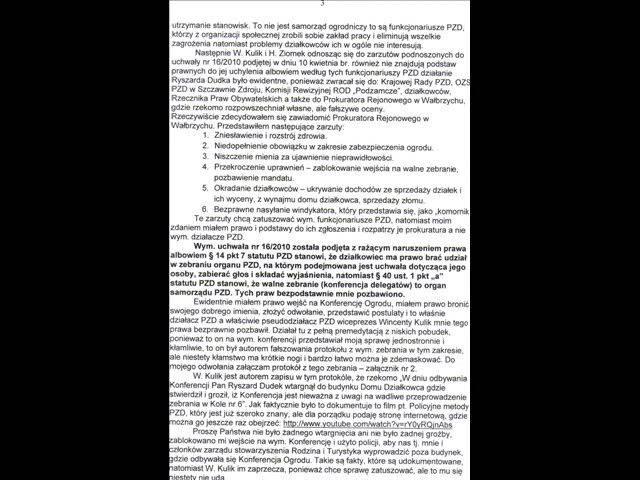 3
utrzymanie stanowisk. To nie jest samorząd ogrodniczy to są funkcjonariusze PZD,
którzy z organizacji społecznej zrobili sobie zakład pracy i eliminują wszelkie
zagrożenia natomiast problemy działkowców ich w ogóle nie interesują.
Następnie W. Kulik i H. Ziomek odnosząc się do zarzutów podnoszonych do
uchwały nr 16/2010 podjętej w dniu 10 kwietnia br. również nie znajdują podstaw
prawnych do jej uchylenia albowiem według tych funkcjonariuszy PZD działanie
Ryszarda Dudka było ewidentne, ponieważ zwracał się do: Krajowej Rady PZD, OZS
PZD w Szczawnie Zdroju, Komisji Rewizyjnej ROD „Podzamcze”, działkowców,
Rzecznika Praw Obywatelskich a także do Prokuratora Rejonowego w Wałbrzychu,
gdzie rzekomo rozpowszechniał własne, ale fałszywe oceny.
Rzeczywiście zdecydowałem się zawiadomić Prokuratora Rejonowego w
Wałbrzychu. Przedstawiłem następujące zarzuty:
1. Zniesławienie i rozstrój zdrowia.
2. Niedopełnienie obowiązku w zakresie zabezpieczenia ogrodu.
3. Niszczenie mienia za ujawnienie nieprawidłowości.
4. Przekroczenie uprawnień – zablokowanie wejścia na walne zebranie,
pozbawienie mandatu.
5. Okradanie działkowców - ukrywanie dochodów ze sprzedaży działek i
ich wyceny, z wynajmu domu działkowca, sprzedaży złomu.
6. Bezprawne nasyłanie windykatora, który przedstawia się, jako „komornik
Te zarzuty chcą zatuszować wym. funkcjonariusze PZD, natomiast moim
zdaniem miałem prawo i podstawy do ich zgłoszenia i rozpatrzy je prokuratura a nie
wym. działacze PZD.
Wym. uchwała nr 16/2010 została podjęta z rażącym naruszeniem prawa
albowiem § 14 pkt 7 statutu PZD stanowi, że działkowiec ma prawo brać udział
w zebraniu organu PZD, na którym podejmowana jest uchwała dotycząca jego
osoby, zabierać głos i składać wyjaśnienia, natomiast § 40 ust. 1 pkt „a”
statutu PZD stanowi, że walne zebranie (konferencja delegatów) to organ
samorządu PZD. Tych praw bezpodstawnie mnie pozbawiono.
Ewidentnie miałem prawo wejść na Konferencję Ogrodu, miałem prawo bronić
swojego dobrego imienia, złożyć odwołanie, przedstawić postulaty i to właśnie
działacz PZD a właściwie pseudodziałacz PZD wiceprezes Wincenty Kulik mnie tego
prawa bezprawnie pozbawił. Działał tu z pełną premedytacją z niskich pobudek,
ponieważ to on na wym. konferencji przedstawiał moją sprawę jednostronnie i
kłamliwie, to on był autorem fałszowania protokołu z wym. zebrania w tym zakresie,
ale niestety kłamstwo ma krótkie nogi i bardzo łatwo można je zdemaskować. Do
mojego odwołania załączam protokół z tego zebrania – załącznik nr 2.
W. Kulik jest autorem zapisu w tym protokóle, że rzekomo „W dniu odbywania
Konferencji Pan Ryszard Dudek wtargnął do budynku Domu Działkowca gdzie
stwierdził i groził, iż Konferencja jest nieważna z uwagi na wadliwe przeprowadzenie
zebrania w Kole nr 6”. Jak faktycznie było to dokumentuje to film pt. Policyjne metody
PZD, który jest już szeroko znany, ale dla porządku podaję stronę internetową, gdzie
można go jeszcze raz obejrzeć: http://www.youtube.com/watch?v=rY0yRQjnAbs
Proszę Państwa nie było żadnego wtargnięcia ani nie było żadnej groźby,
zablokowano mi wejście na wym. Konferencję i użyto policji, aby nas tj. mnie i
członków zarządu stowarzyszenia Rodzina i Turystyka wyprowadzić poza budynek,
gdzie odbywała się Konferencja Ogrodu. Takie są fakty, które są udokumentowane,
natomiast W. Kulik im zaprzecza, ponieważ chce sprawę zatuszować, ale to mu się
niestety nie uda.